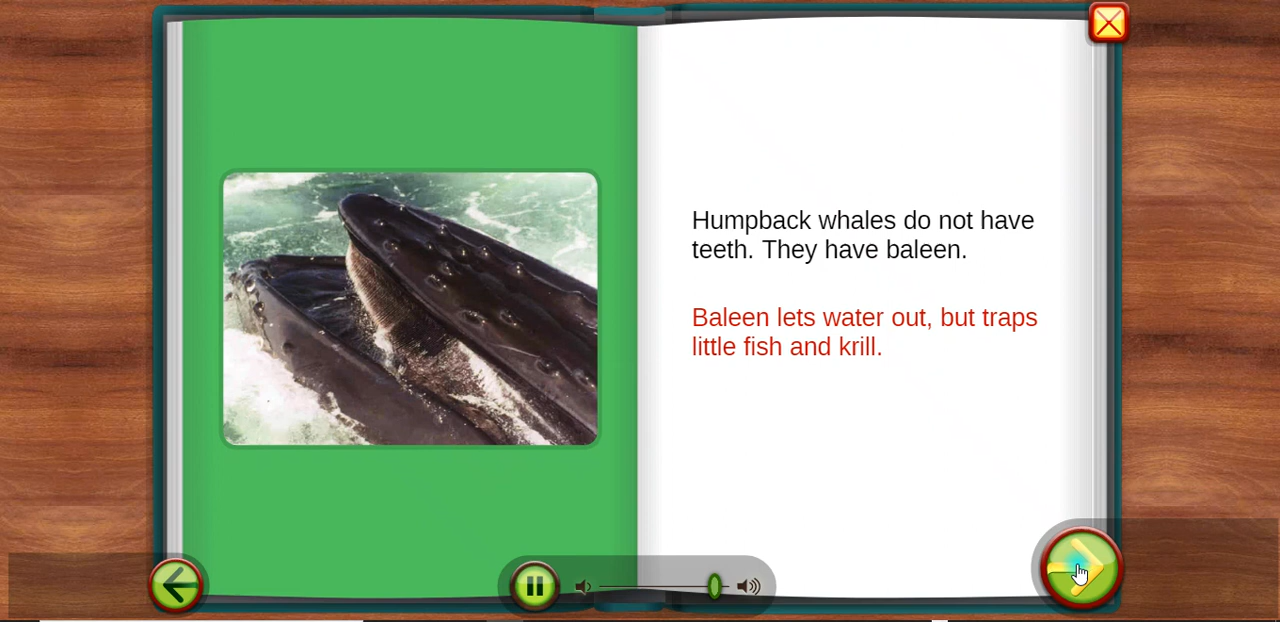 Humpback whales do not have
teeth. They have baleen.
Baleen lets water out, but traps
little fish and krill.